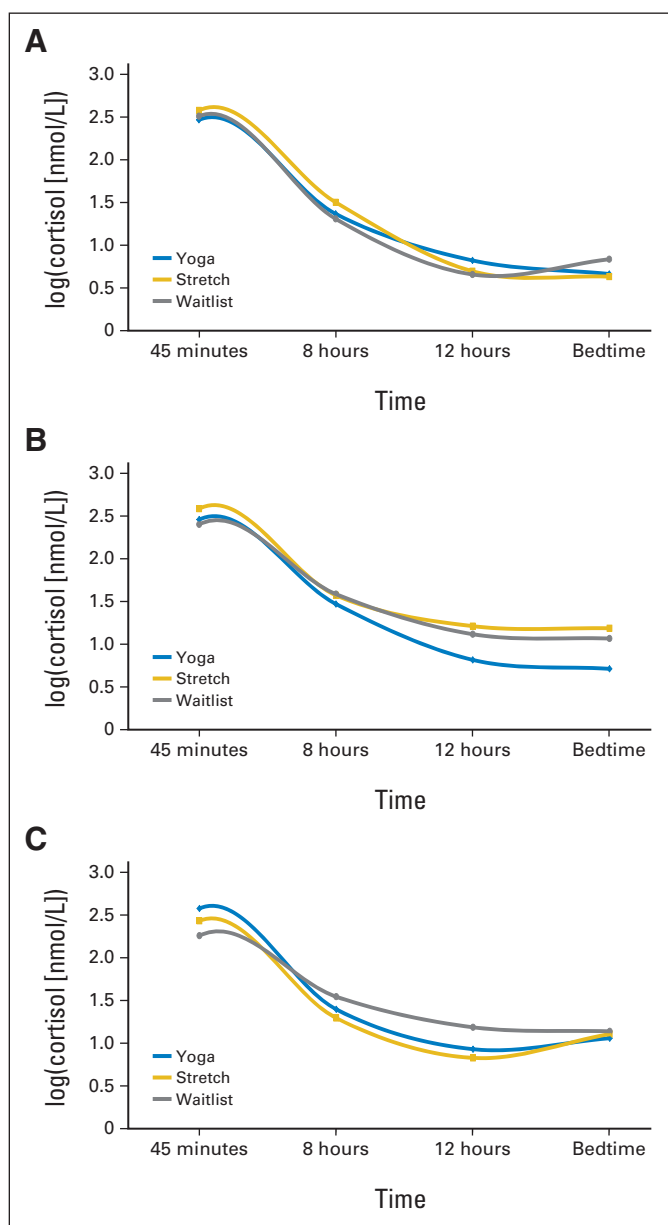 A
log(cortisol [nmol/L])
3.0
2.5
2.0
1.5
1.0
0.5
0
Yoga
Stretch
Waitlist
45 minutes 8 hours 12 hours Bedtime
Time
B
log(cortisol [nmol/L])
3.0
2.5
2.0
1.5
1.0
0.5
0
Yoga
Stretch
Waitlist
45 minutes 8 hours 12 hours Bedtime
Time
C
log(cortisol [nmol/L])
3.0
2.5
2.0
1.5
1.0
0.5
0
Yoga
Stretch
Waitlist
45 minutes 8 hours 12 hours Bedtime
Time